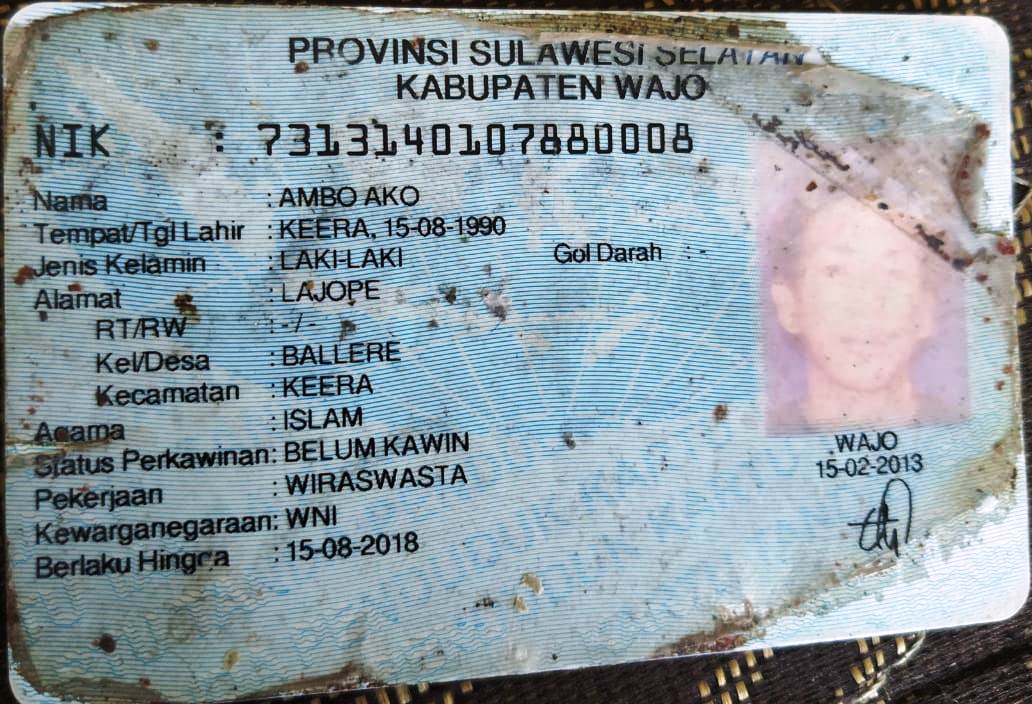 PROVINSI SULAWESI SELATAN
KABUPATEN WAJO
NIK : 7313140107880008
Nama : AMBO AKO
Tempat/Tgl Lahir : KEERA, 15-08-1990
Jenis Kelamin : LAKI-LAKI Gol Darah : -
Alamat : LAJOPE
RT/RW : - / -
Kel/Desa : BALLERE
Kecamatan : KEERA
Agama : ISLAM
Status Perkawinan: BELUM KAWIN
Pekerjaan : WIRASWASTA
Kewarganegaraan: WNI
Berlaku Hingga : 15-08-2018
WAJO
15-02-2013